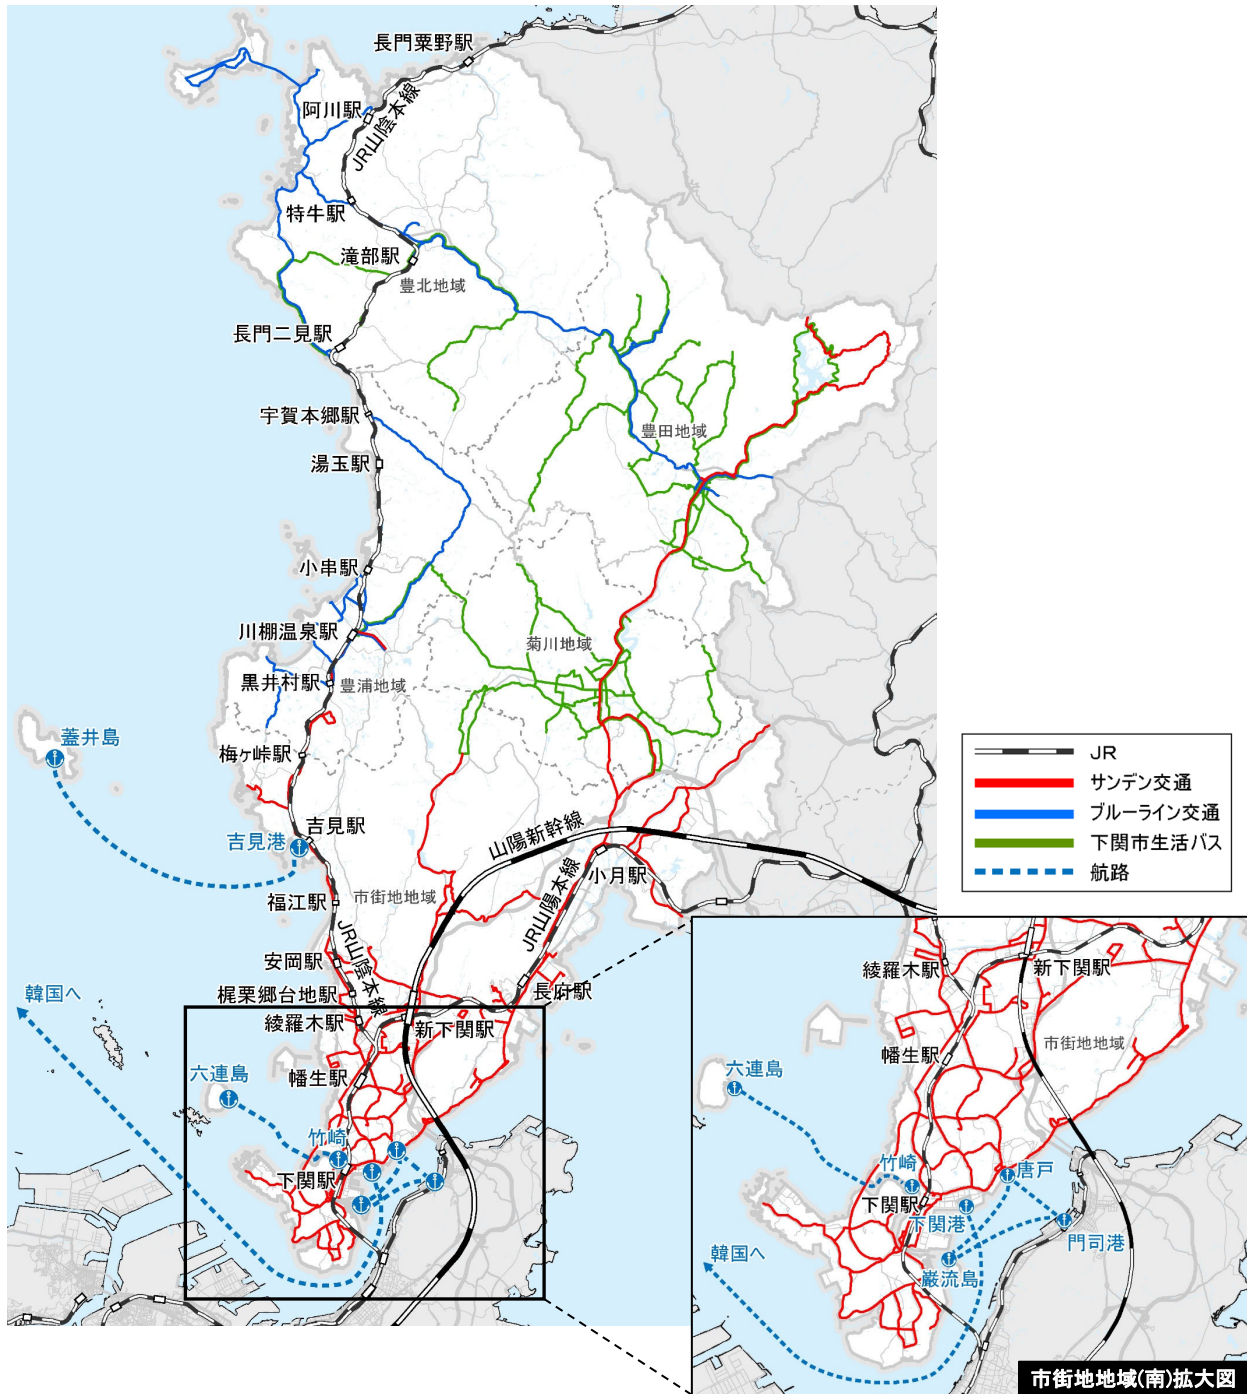 長門粟野駅
阿川駅
JR山陰本線
特牛駅
滝部駅
豊北地域
長門二見駅
宇賀本郷駅
豊田地域
湯玉駅
小串駅
川棚温泉駅
菊川地域
黒井村駅
豊浦地域
蓋井島
梅ヶ峠駅
吉見駅
吉見港
山陽新幹線
小月駅
福江駅
市街地地域
JR山陽本線
JR山陰本線
安岡駅
長府駅
梶栗郷台地駅
韓国へ
綾羅木駅
新下関駅
六連島
幡生駅
竹崎
下関駅
JR
サンデン交通
ブルーライン交通
下関市生活バス
航路
綾羅木駅
新下関駅
市街地地域
幡生駅
六連島
竹崎
唐戸
下関駅
下関港
門司港
韓国へ
巌流島
市街地地域(南)拡大図